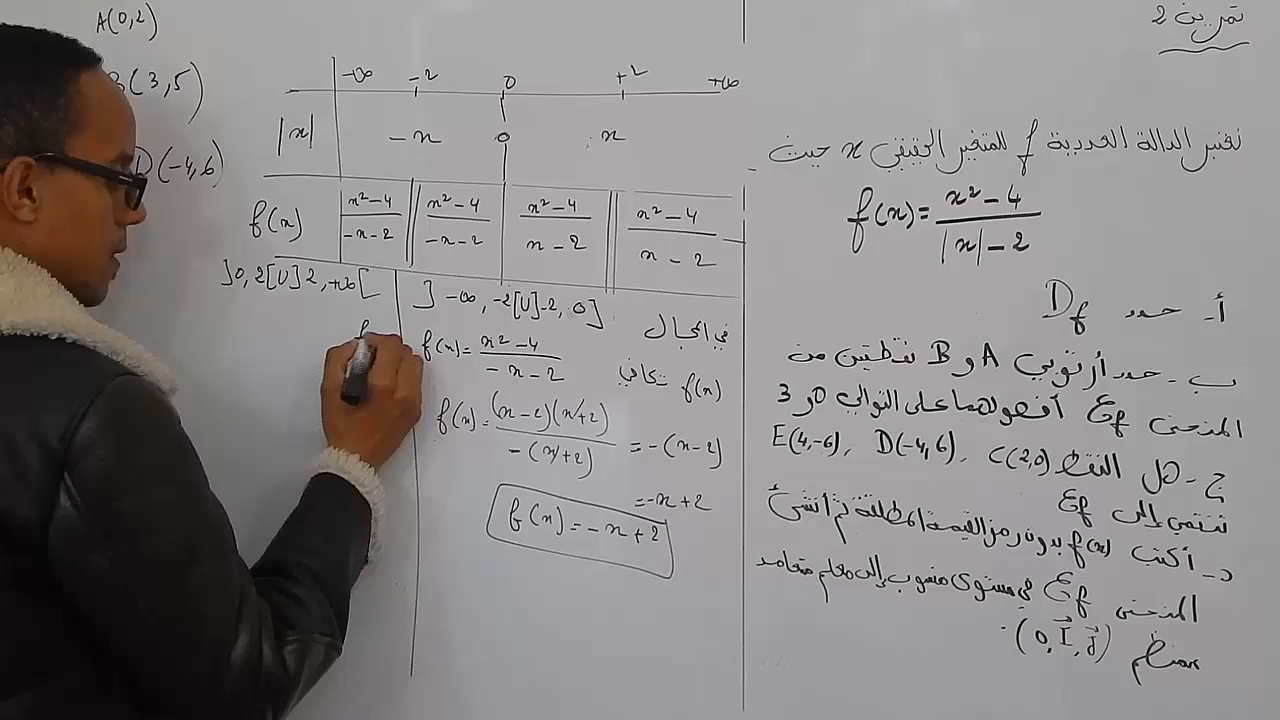 تمرين 2
نعتبر الدالة العددية f للمتغير الحقيقي x حيث
f(x)= x²-4 / |x|-2
أ- حدد Df
ب- حدد أرتوبي A و B نقطتين من
المنحنى Cf أفصولهما على التوالي 0 و 3
ج- هل النقط C(2,0), D(-4,6), E(4,-6)
تنتمي إلى Cf
د- أكتب f(x) بدون رمز القيمة المطلقة ثم أنشئ
المنحنى Cf في مستوى منسوب إلى معلم متعامد
ممنظم (O, I, J).
A(0,2)
B(3,5)
D(-4,6)
-∞ -2 0 +2 +∞
|x| -x 0 x
f(x) x²-4 / -x-2 || x²-4 / -x-2 | x²-4 / x-2 || x²-4 / x-2
في المجال ]-∞,-2[U]-2,0]
f(x) تكافئ f(x)= x²-4 / -x-2
f(x)= (x-2)(x+2) / -(x+2) = -(x-2)
=-x+2
f(x)=-x+2
]0,2[U]2,+∞[
f